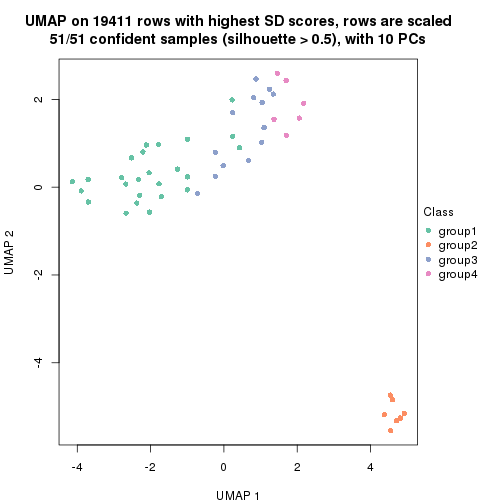 UMAP on 19411 rows with highest SD scores, rows are scaled
51/51 confident samples (silhouette > 0.5), with 10 PCs
2
0
-2
-4
UMAP 2
-4 -2 0 2 4
UMAP 1
Class
group1
group2
group3
group4